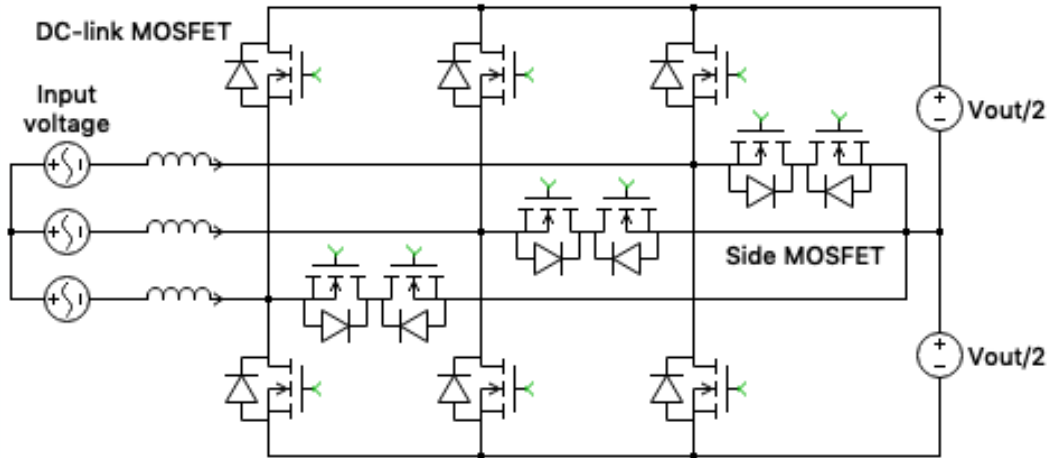 DC-link MOSFET
Input
voltage
Vout/2
Side MOSFET
Vout/2